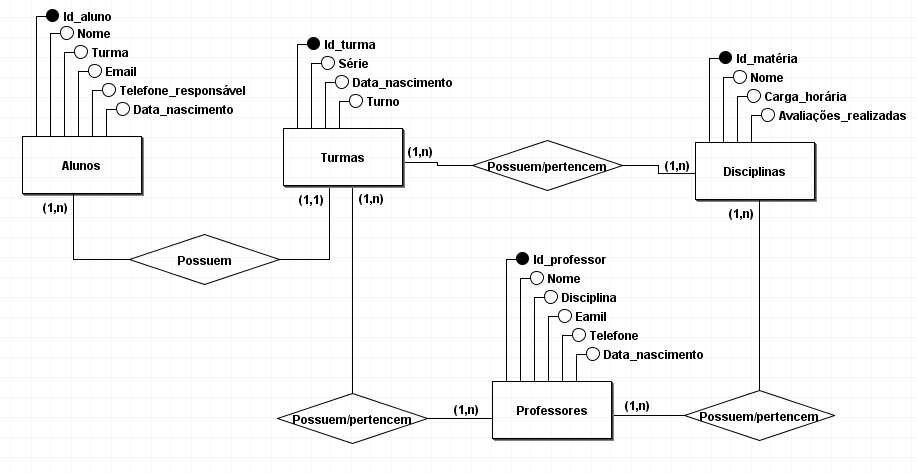 Id_aluno
Nome
Turma
Email
Telefone_responsável
Data_nascimento
Alunos
(1,n)
Possuem
Id_turma
Série
Data_nascimento
Turno
Turmas
(1,n)
(1,1)
(1,n)
Possuem/pertencem
(1,n)
Id_matéria
Nome
Carga_horária
Avaliações_realizadas
Disciplinas
(1,n)
Id_professor
Nome
Disciplina
Eamil
Telefone
Data_nascimento
Professores
(1,n)
(1,n)
Possuem/pertencem
Possuem/pertencem